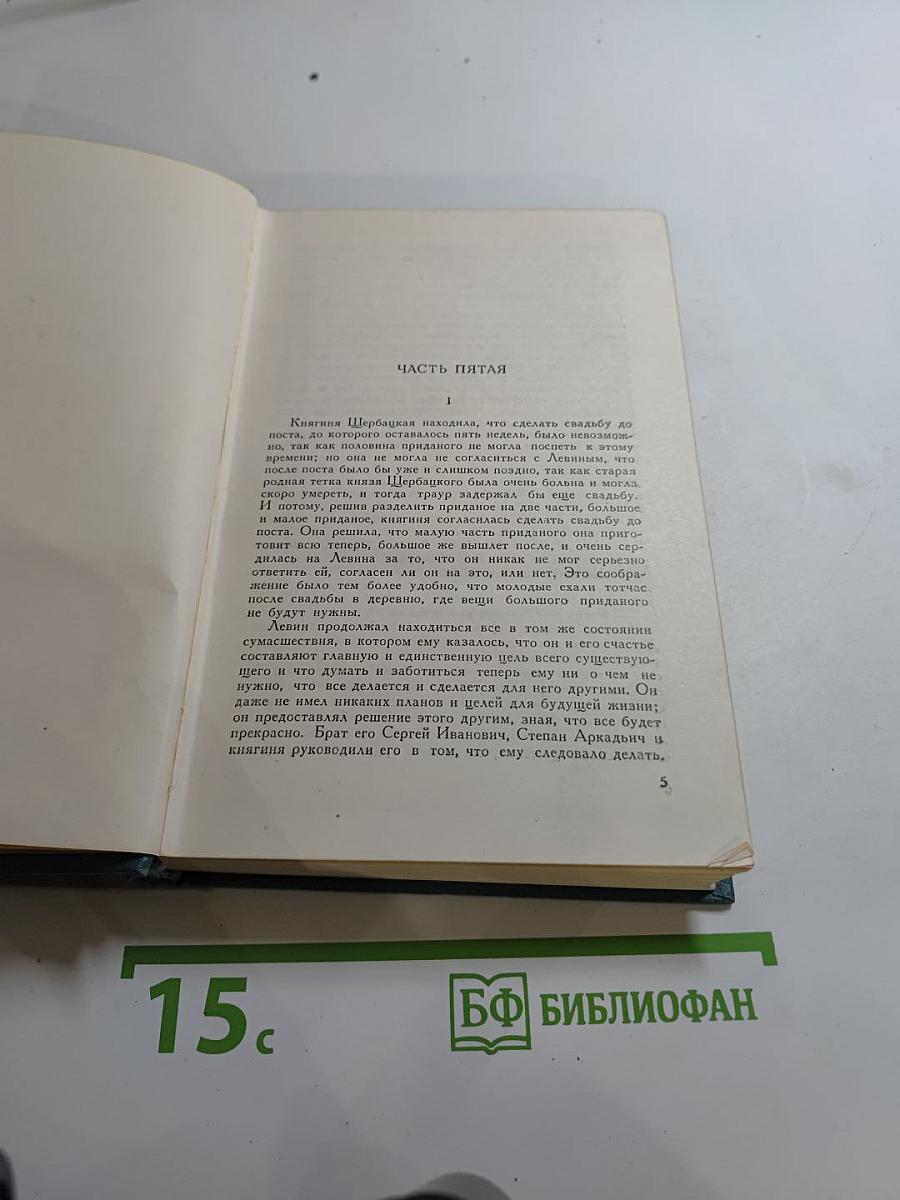 ЧАСТЬ ПЯТАЯ
I
Княгиня Щербацкая находила, что сделать свадьбу до
поста, до которого оставалось пять недель, было невозмож-
но, так как половина приданого не могла поспеть к этому
времени; но она не могла не согласиться с Левиным, что
после поста было бы уже и слишком поздно, так как старая
родная тетка князя Щербацкого была очень больна и могла
скоро умереть, и тогда траур задержал бы еще свадьбу.
И потому, решив разделить приданое на две части, большое
и малое приданое, княгиня согласилась сделать свадьбу до
поста. Она решила, что малую часть приданого она приго-
товит всю теперь, большое же вышлет после, и очень сер-
дилась на Левина за то, что он никак не мог серьезно
ответить ей, согласен ли он на это, или нет. Это сообра-
жение было тем более удобно, что молодые ехали тотчас
после свадьбы в деревню, где вещи большого приданого
не будут нужны.
Левин продолжал находиться все в том же состоянии
сумасшествия, в котором ему казалось, что он и его счастье
составляют главную и единственную цель всего существую-
щего и что думать и заботиться теперь ему ни о чем не
нужно, что все делается и сделается для него другими. Он
даже не имел никаких планов и целей для будущей жизни;
он предоставлял решение этого другим, зная, что все будет
прекрасно. Брат его Сергей Иванович, Степан Аркадьич и
княгиня руководили его в том, что ему следовало делать.
5
15 с
БФ БИБЛИОФАН